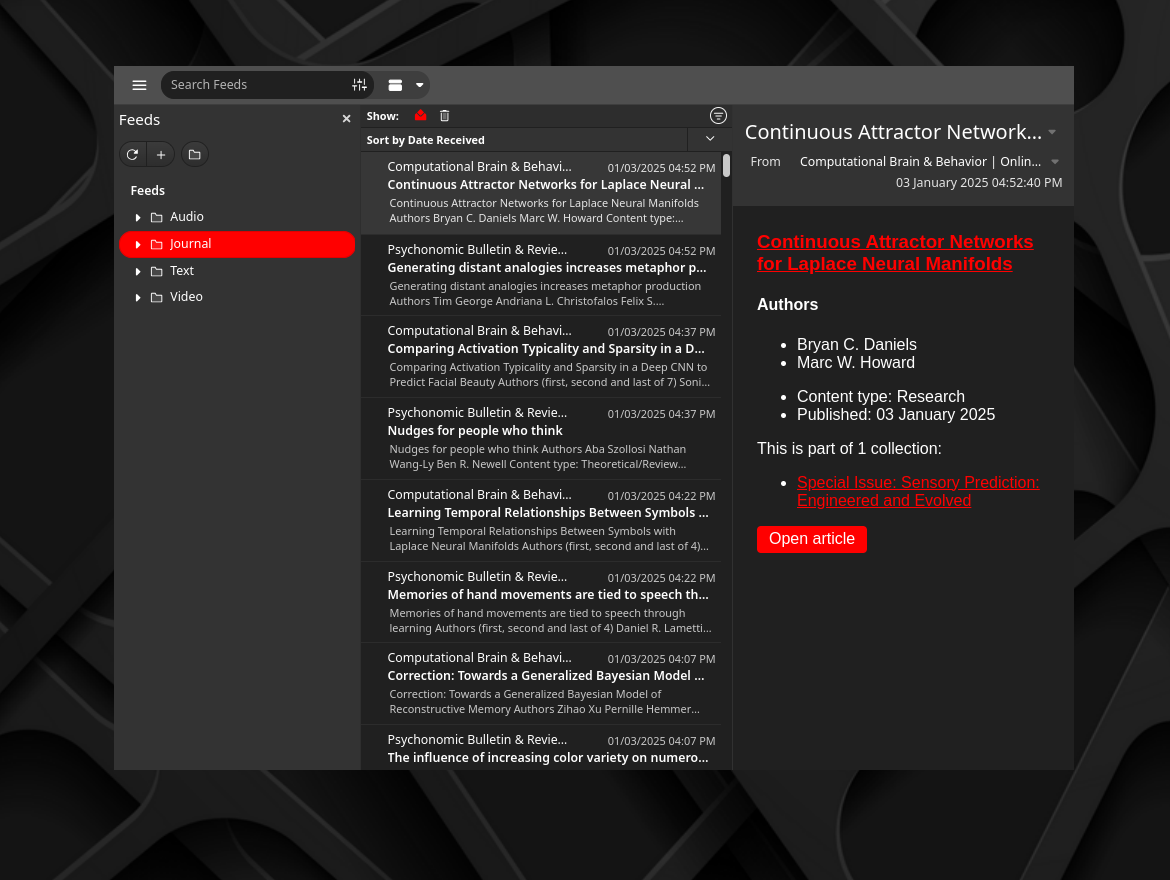 Search Feeds
Feeds
Feeds
Audio
Journal
Text
Video
Show:
Sort by Date Received
Computational Brain & Behavi... 01/03/2025 04:52 PM
Continuous Attractor Networks for Laplace Neural ...
Continuous Attractor Networks for Laplace Neural Manifolds
Authors Bryan C. Daniels Marc W. Howard Content type:...
Psychonomic Bulletin & Revie... 01/03/2025 04:52 PM
Generating distant analogies increases metaphor p...
Generating distant analogies increases metaphor production
Authors Tim George Andriana L. Christofalos Felix S....
Computational Brain & Behavi... 01/03/2025 04:37 PM
Comparing Activation Typicality and Sparsity in a D...
Comparing Activation Typicality and Sparsity in a Deep CNN to
Predict Facial Beauty Authors (first, second and last of 7) Soni...
Psychonomic Bulletin & Revie... 01/03/2025 04:37 PM
Nudges for people who think
Nudges for people who think Authors Aba Szollosi Nathan
Wang-Ly Ben R. Newell Content type: Theoretical/Review...
Computational Brain & Behavi... 01/03/2025 04:22 PM
Learning Temporal Relationships Between Symbols ...
Learning Temporal Relationships Between Symbols with
Laplace Neural Manifolds Authors (first, second and last of 4)...
Psychonomic Bulletin & Revie... 01/03/2025 04:22 PM
Memories of hand movements are tied to speech th...
Memories of hand movements are tied to speech through
learning Authors (first, second and last of 4) Daniel R. Lametti...
Computational Brain & Behavi... 01/03/2025 04:07 PM
Correction: Towards a Generalized Bayesian Model ...
Correction: Towards a Generalized Bayesian Model of
Reconstructive Memory Authors Zihao Xu Pernille Hemmer...
Psychonomic Bulletin & Revie... 01/03/2025 04:07 PM
The influence of increasing color variety on numero...
Continuous Attractor Network...
From Computational Brain & Behavior | Onlin...
03 January 2025 04:52:40 PM
Continuous Attractor Networks
for Laplace Neural Manifolds
Authors
Bryan C. Daniels
Marc W. Howard
Content type: Research
Published: 03 January 2025
This is part of 1 collection:
Special Issue: Sensory Prediction:
Engineered and Evolved
Open article